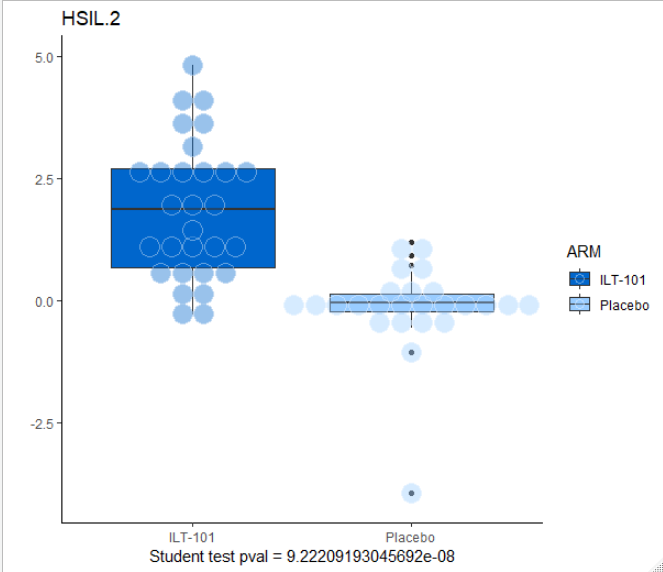 HSIL.2
5.0
2.5
0.0
-2.5
ARM
ILT-101
Placebo
ILT-101 Placebo
Student test pval = 9.22209193045692e-08